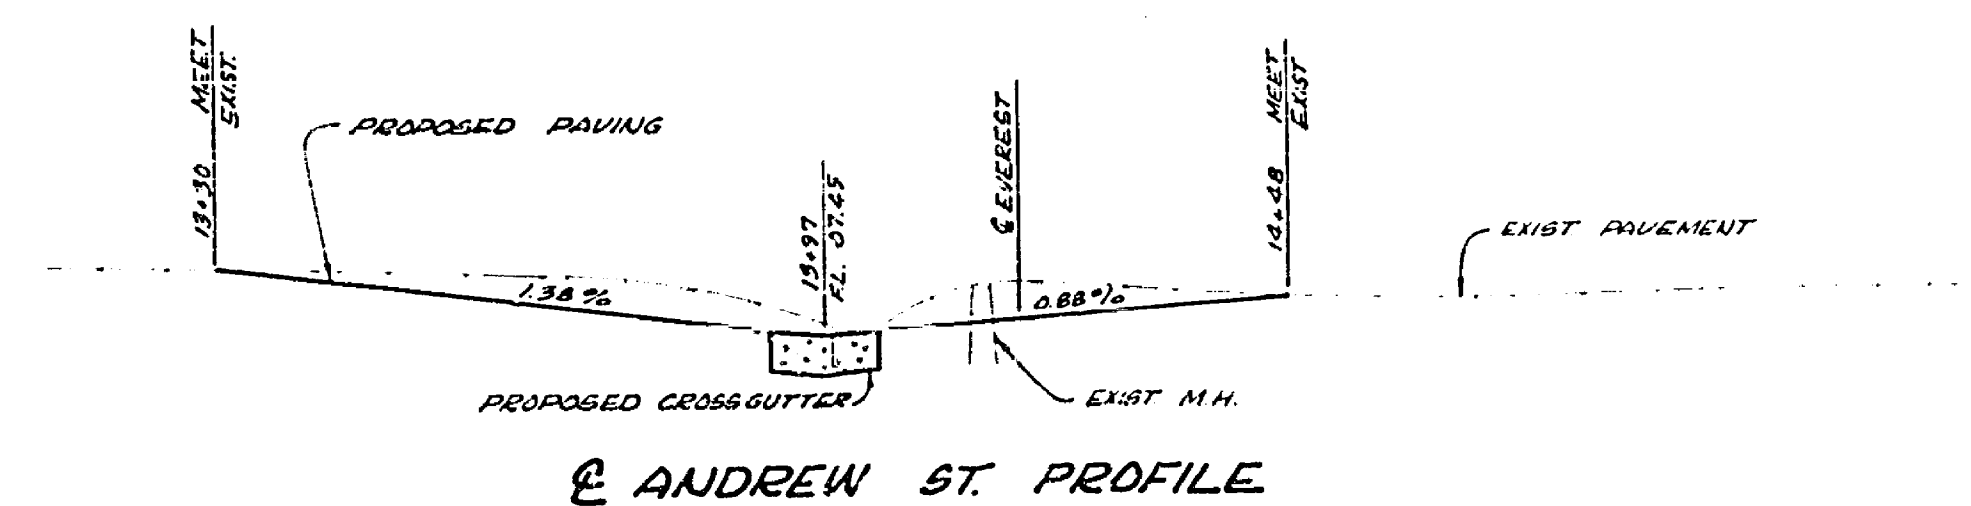 13+30 MEET
EXIST.
PROPOSED PAVING
13+97
F.L. 07.45
℄ EVEREST
14+48 MEET
EXIST
EXIST PAVEMENT
1.38%
0.88%
PROPOSED CROSSGUTTER
EXIST M.H.
℄ ANDREW ST. PROFILE